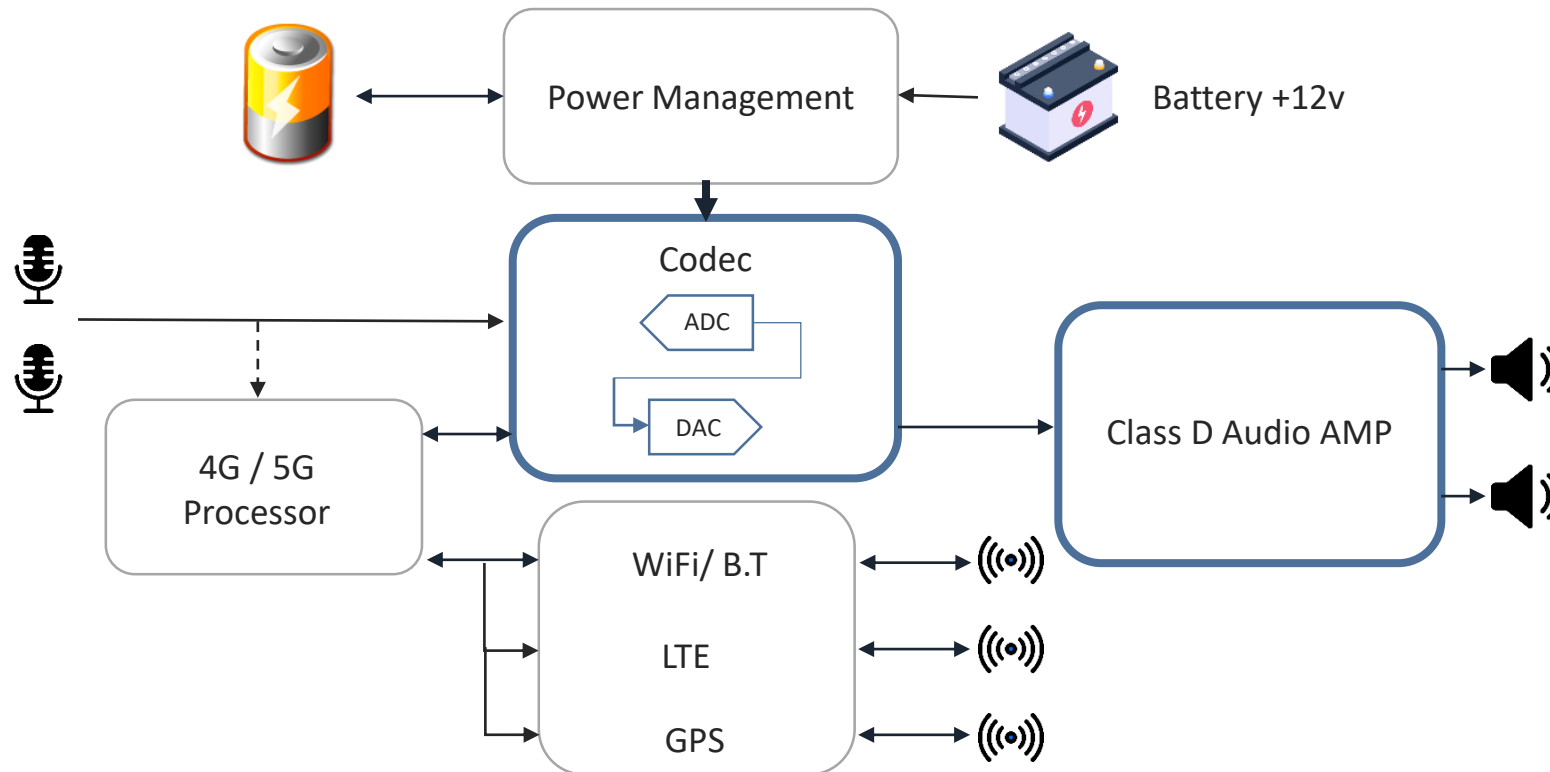 Power Management
Battery +12v
Codec
ADC
DAC
Class D Audio AMP
4G / 5G
Processor
WiFi/ B.T
LTE
GPS